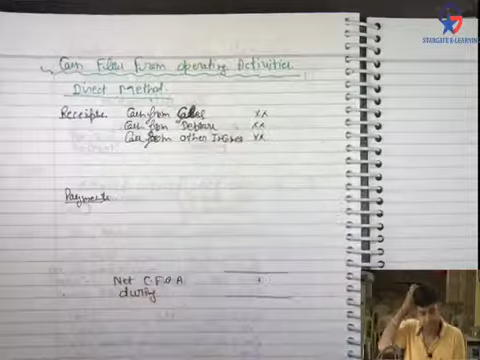 STARGATE E-LEARNING
Cash Flow From operating Activities
Direct Method.
Receipts Cash from Sales xx
Cash from Debtors xx
Cash from other Incomes xx
Payments
Net C.F.O.A
during